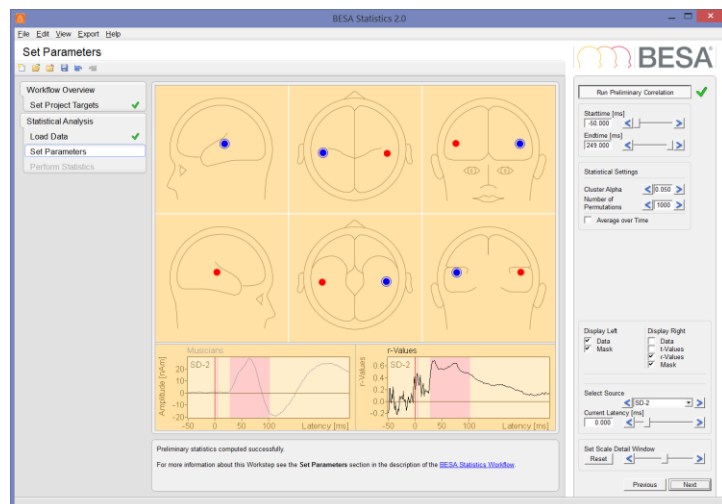 BESA Statistics 2.0
File Edit View Export Help
Set Parameters
BESA®
Workflow Overview
Set Project Targets
Statistical Analysis
Load Data
Set Parameters
Perform Statistics
Musicians
SD-2
Amplitude [nAm]
20
10
0
-10
-20
-50 0 50 100 150 200
Latency [ms]
r-Values
SD-2
r-Values
0.6
0.4
0.2
0.0
-0.2
-50 0 50 100 150 200
Latency [ms]
Preliminary statistics computed successfully.
For more information about this Workstep see the Set Parameters section in the description of the BESA Statistics Workflow.
Run Preliminary Correlation
Starttime [ms]
-50.000
Endtime [ms]
249.000
Statistical Settings
Cluster Alpha 0.050
Number of
Permutations 1000
Average over Time
Display Left
Data
Mask
Display Right
Data
t-Values
r-Values
Mask
Select Source
SD-2
Current Latency [ms]
0.000
Set Scale Detail Window
Reset
Previous Next